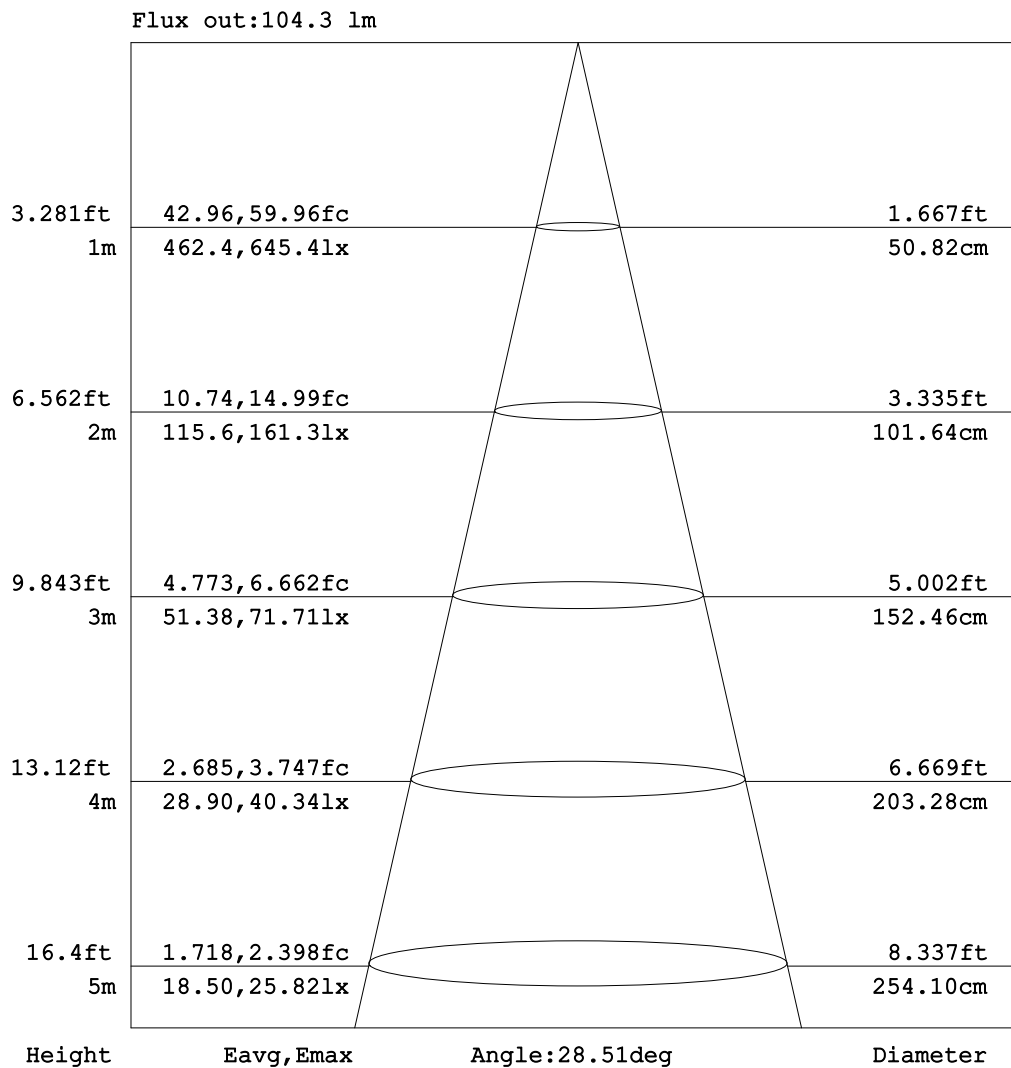 Flux out:104.3 lm
3.281ft 42.96,59.96fc 1.667ft
1m 462.4,645.4lx 50.82cm
6.562ft 10.74,14.99fc 3.335ft
2m 115.6,161.3lx 101.64cm
9.843ft 4.773,6.662fc 5.002ft
3m 51.38,71.71lx 152.46cm
13.12ft 2.685,3.747fc 6.669ft
4m 28.90,40.34lx 203.28cm
16.4ft 1.718,2.398fc 8.337ft
5m 18.50,25.82lx 254.10cm
Height Eavg,Emax Angle:28.51deg Diameter